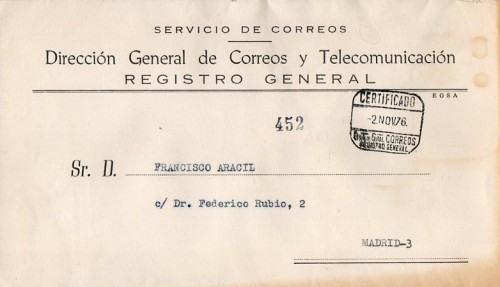 SERVICIO DE CORREOS
Dirección General de Correos y Telecomunicación
REGISTRO GENERAL
ROSA
CERTIFICADO
-2.NOV.76.
GRAL CORREOS
REGISTRO GENERAL
452
Sr. D. FRANCISCO ARACIL
c/ Dr. Federico Rubio, 2
MADRID-3